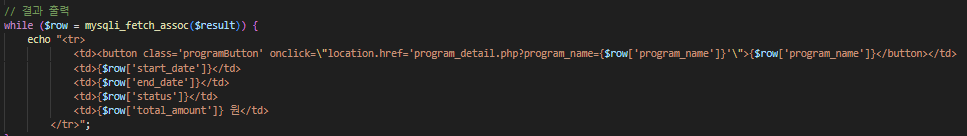 // 결과 출력
while ($row = mysqli_fetch_assoc($result)) {
    echo "<tr>
            <td><button class='programButton' onclick=\"location.href='program_detail.php?program_name={$row['program_name']}'\">{$row['program_name']}</button></td>
            <td>{$row['start_date']}</td>
            <td>{$row['end_date']}</td>
            <td>{$row['status']}</td>
            <td>{$row['total_amount']} 원</td>
        </tr>";